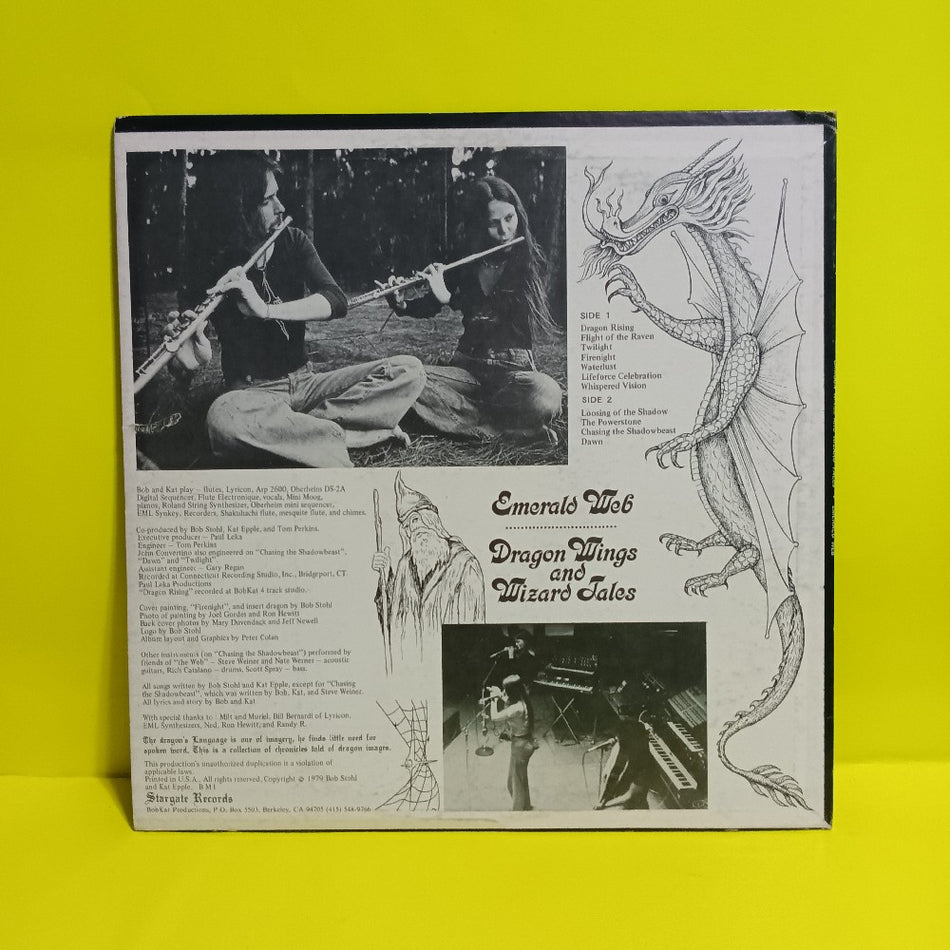 SIDE 1
Dragon Rising
Flight of the Raven
Twilight
Firenight
Waterlust
Lifeforce Celebration
Whispered Vision
SIDE 2
Loosing of the Shadow
The Powerstone
Chasing the Shadowbeast
Dawn
Bob and Kat play – flutes, Lyricon, Arp 2600, Oberheim DS-2A
Digital Sequencer, Flute Electronique, vocals, Mini Moog,
pianos, Roland String Synthesizer, Oberheim mini sequencer,
EML Synkey, Recorders, Shakuhachi flute, mesquite flute, and chimes.
Co-produced by Bob Stohl, Kat Epple, and Tom Perkins.
Executive producer – Paul Leka
Engineer – Tom Perkins
John Convertino also engineered on "Chasing the Shadowbeast",
"Dawn" and "Twilight".
Assistant engineer – Gary Regan
Recorded at Connecticut Recording Studio, Inc., Bridgeport, CT.
Paul Leka Productions
"Dragon Rising" recorded at BobKat 4 track studio.
Cover painting, "Firenight", and insert dragon by Bob Stohl
Photo of painting by Joel Gordes and Ron Hewitt
Back cover photos by Mary Duvendack and Jeff Newell
Logo by Bob Stohl
Album layout and Graphics by Peter Colan
Other instruments (on "Chasing the Shadowbeast") performed by
friends of "the Web" – Steve Weiner and Nate Werner – acoustic
guitars, Rich Catalano – drums, Scott Spray – bass.
All songs written by Bob Stohl and Kat Epple, except for "Chasing
the Shadowbeast", which was written by Bob, Kat, and Steve Weiner.
All lyrics and story by Bob and Kat
With special thanks to : Milt and Muriel, Bill Bernardi of Lyricon,
EML Synthesizers, Ned, Ron Hewitt, and Randy R.
The dragon's Language is one of imagery, he finds little need for
spoken word. This is a collection of chronicles told of dragon images.
This production's unauthorized duplication is a violation of
applicable laws.
Printed in U.S.A., All rights reserved, Copyright © 1979 Bob Stohl
and Kat Epple. B M I
Stargate Records
BobKat Productions, P.O. Box 5503, Berkeley, CA 94705 (415) 548-9766
Emerald Web
Dragon Wings
and
Wizard Tales